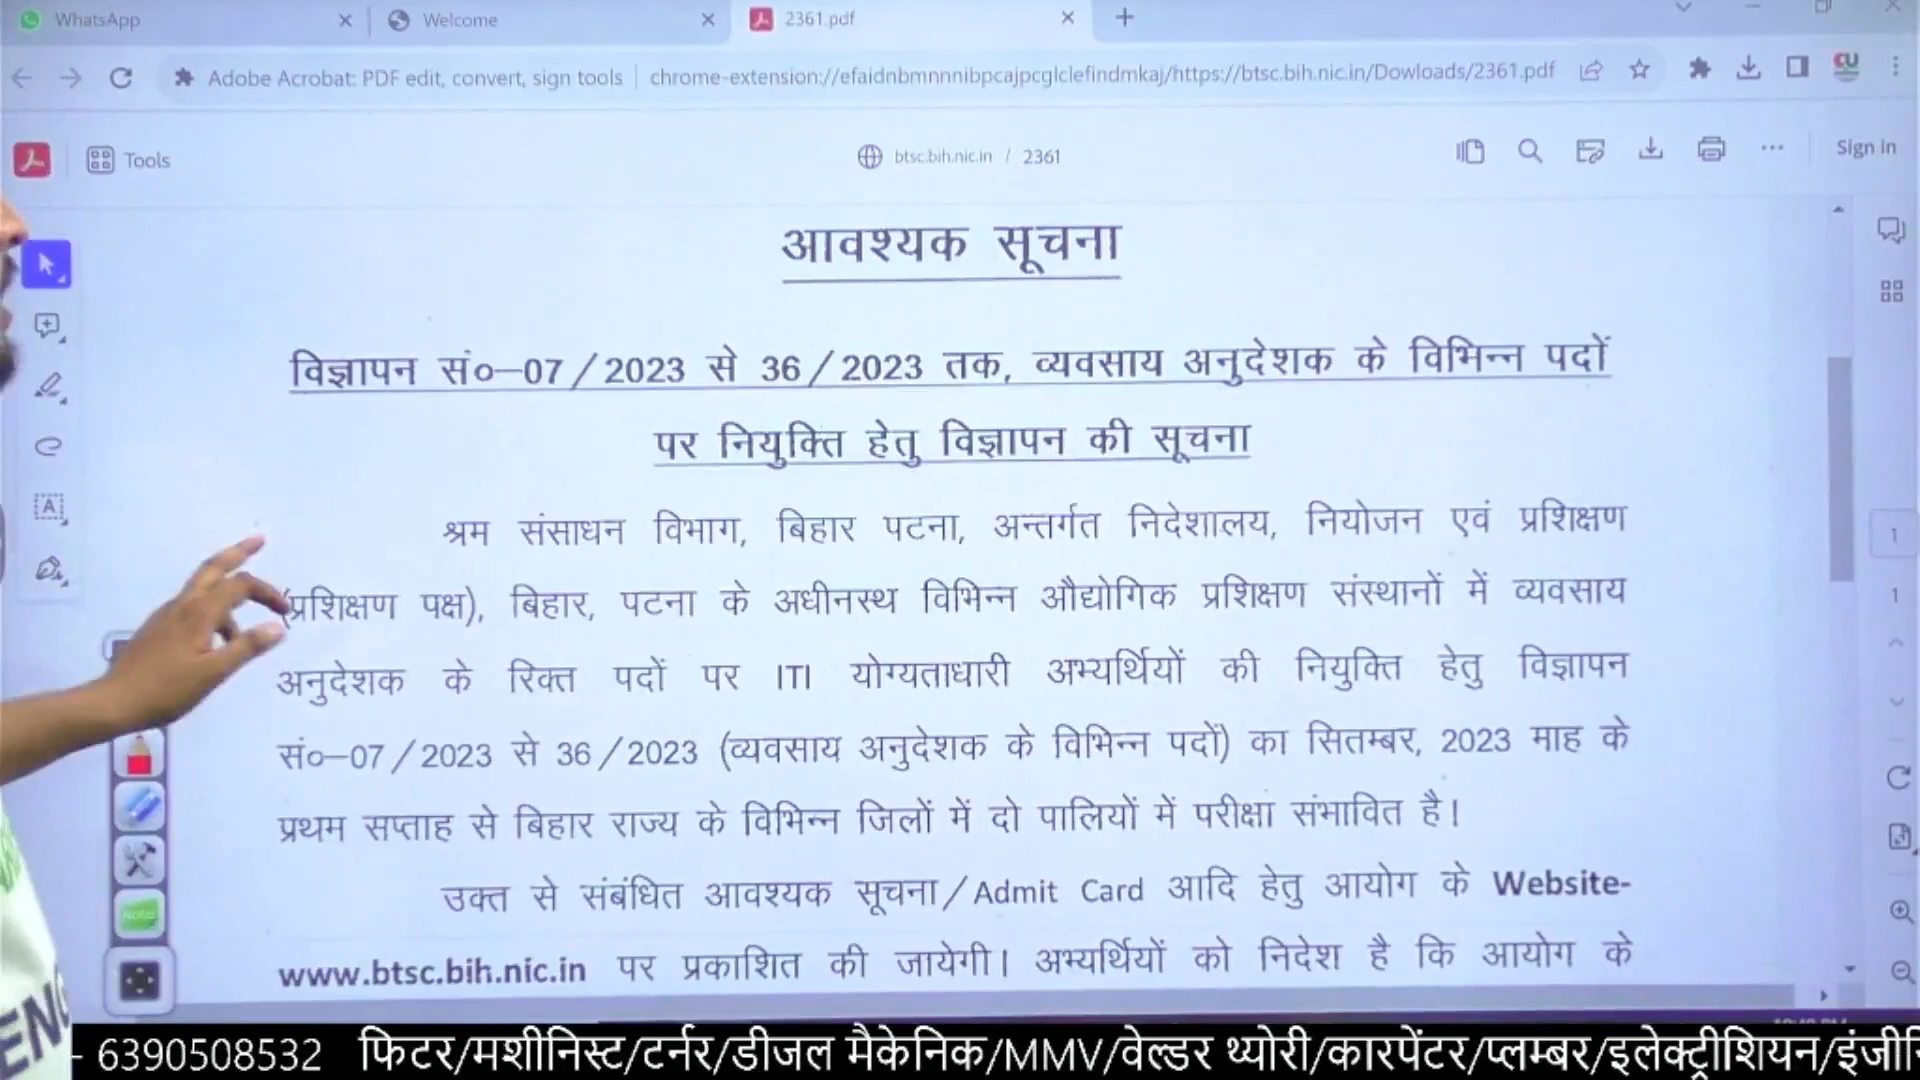 WhatsApp
Welcome
2361.pdf
Adobe Acrobat: PDF edit, convert, sign tools
chrome-extension://efaidnbmnnnibpcajpcglclefindmkaj/https://btsc.bih.nic.in/Dowloads/2361.pdf
CU
Tools
btsc.bih.nic.in / 2361
Sign in
आवश्यक सूचना
विज्ञापन सं०–07/2023 से 36/2023 तक, व्यवसाय अनुदेशक के विभिन्न पदों
पर नियुक्ति हेतु विज्ञापन की सूचना
श्रम संसाधन विभाग, बिहार पटना, अन्तर्गत निदेशालय, नियोजन एवं प्रशिक्षण
(प्रशिक्षण पक्ष), बिहार, पटना के अधीनस्थ विभिन्न औद्योगिक प्रशिक्षण संस्थानों में व्यवसाय
अनुदेशक के रिक्त पदों पर ITI योग्यताधारी अभ्यर्थियों की नियुक्ति हेतु विज्ञापन
सं०–07/2023 से 36/2023 (व्यवसाय अनुदेशक के विभिन्न पदों) का सितम्बर, 2023 माह के
प्रथम सप्ताह से बिहार राज्य के विभिन्न जिलों में दो पालियों में परीक्षा संभावित है।
उक्त से संबंधित आवश्यक सूचना/Admit Card आदि हेतु आयोग के Website-
www.btsc.bih.nic.in पर प्रकाशित की जायेगी। अभ्यर्थियों को निदेश है कि आयोग के
1
1
ENG
- 6390508532 फिटर/मशीनिस्ट/टर्नर/डीजल मैकेनिक/MMV/वेल्डर थ्योरी/कारपेंटर/प्लम्बर/इलेक्ट्रीशियन/